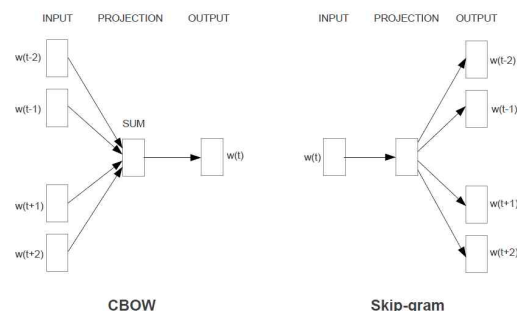 INPUT PROJECTION OUTPUT
w(t-2)
w(t-1)
SUM
w(t)
w(t+1)
w(t+2)
CBOW
INPUT PROJECTION OUTPUT
w(t-2)
w(t-1)
w(t)
w(t+1)
w(t+2)
Skip-gram